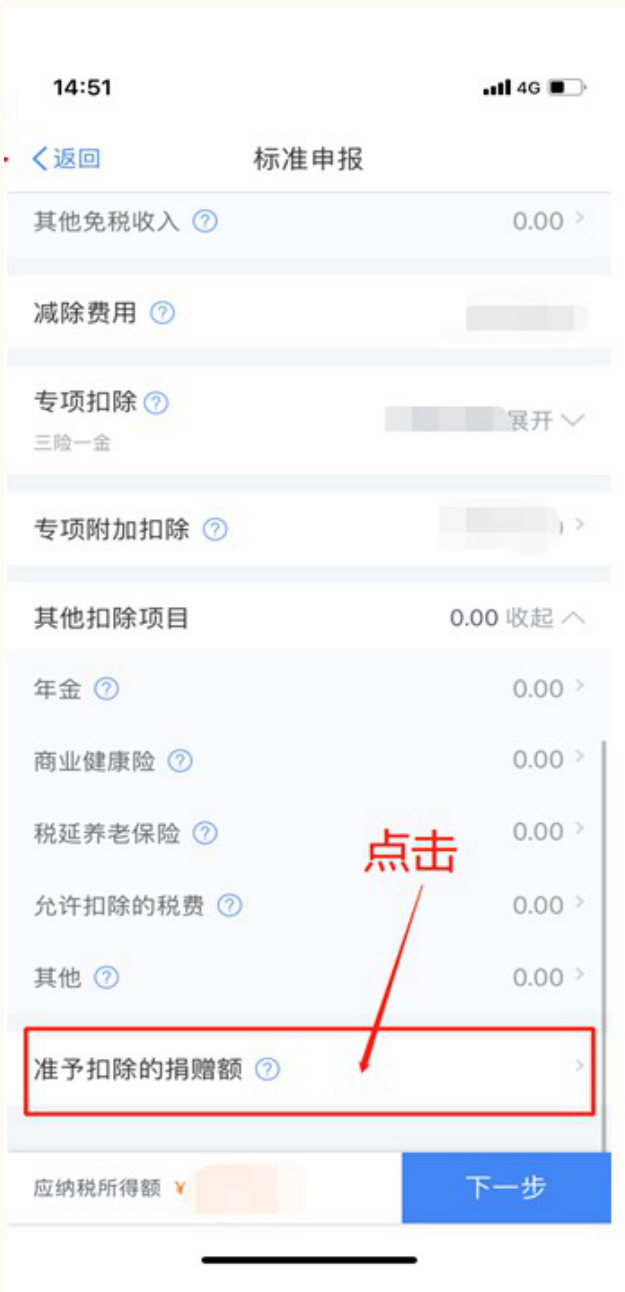 14:51
4G
返回
标准申报
其他免税收入 ? 0.00
减除费用 ?
专项扣除 ?
展开
三险一金
专项附加扣除 ?
其他扣除项目 0.00 收起
年金 ? 0.00
商业健康险 ? 0.00
税延养老保险 ? 0.00
点击
允许扣除的税费 ? 0.00
其他 ? 0.00
准予扣除的捐赠额 ?
应纳税所得额 ¥
下一步